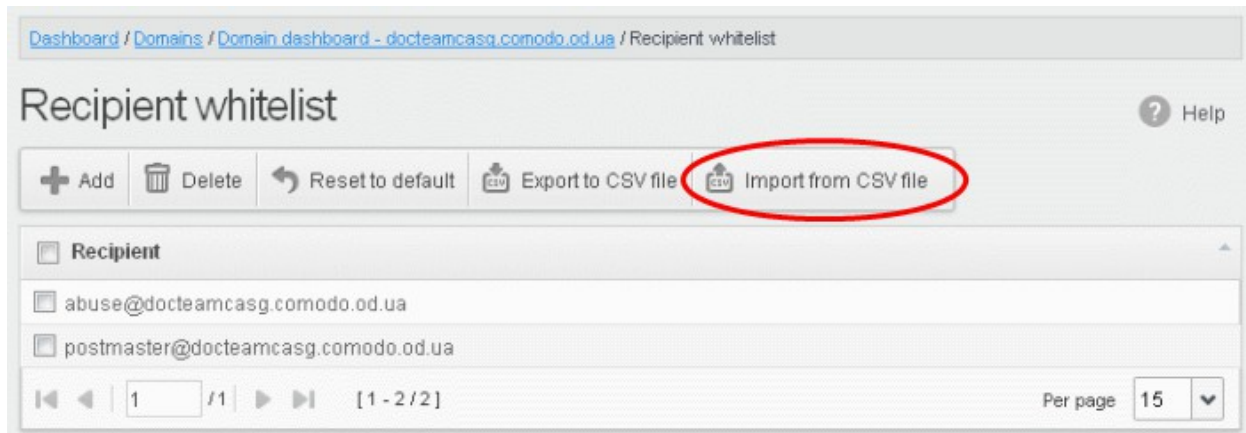 Dashboard / Domains / Domain dashboard - docteamcasg.comodo.od.ua / Recipient whitelist
Recipient whitelist
? Help
Add Delete Reset to default CSV Export to CSV file CSV Import from CSV file
Recipient
abuse@docteamcasg.comodo.od.ua
postmaster@docteamcasg.comodo.od.ua
1 /1 [1 - 2 / 2] Per page 15